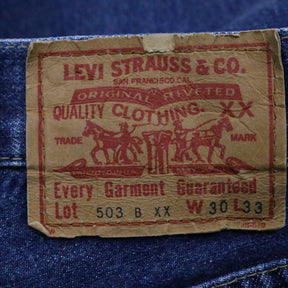 LEVI STRAUSS & CO.
SAN FRANCISCO CAL.
ORIGINAL RIVETED
QUALITY CLOTHING. XX
TRADE MARK
Every Garment Guaranteed
Lot 503 B XX W 30 L 33